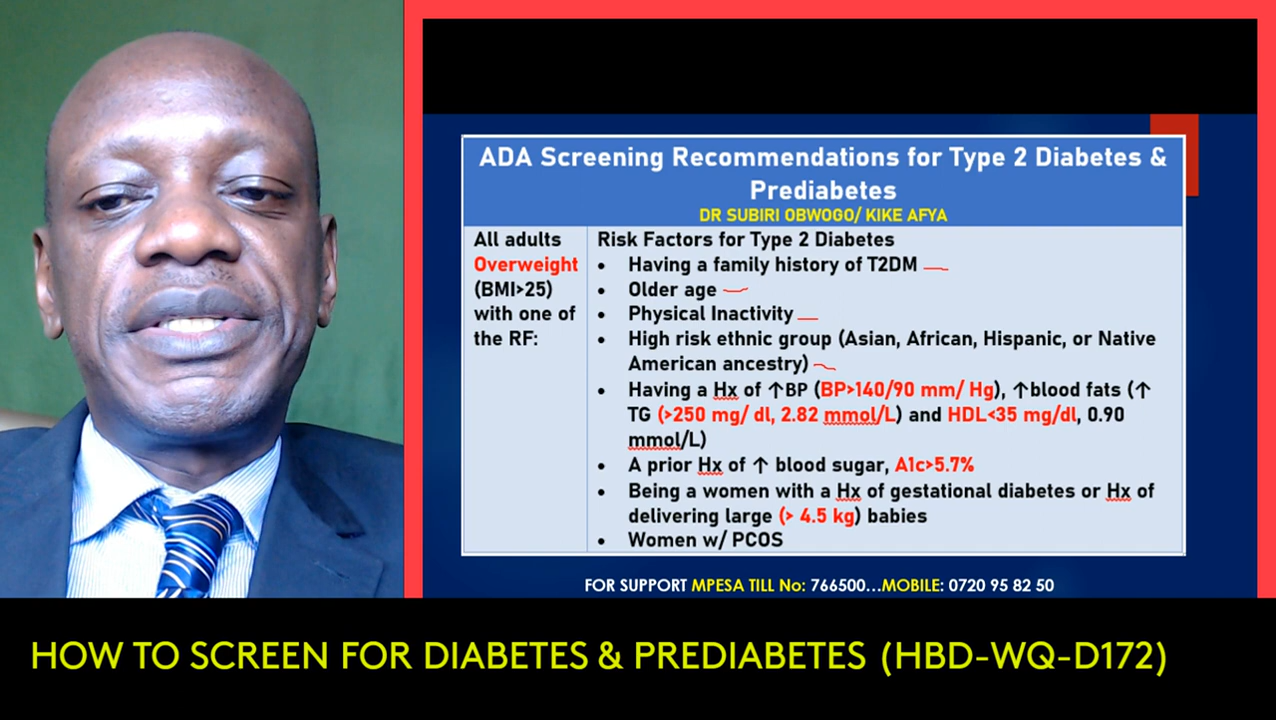 ADA Screening Recommendations for Type 2 Diabetes &
Prediabetes
DR SUBIRI OBWOGO/ KIKE AFYA
All adults
Overweight
(BMI>25)
with one of
the RF:
Risk Factors for Type 2 Diabetes
• Having a family history of T2DM
• Older age
• Physical Inactivity
• High risk ethnic group (Asian, African, Hispanic, or Native
American ancestry)
• Having a Hx of ↑BP (BP>140/90 mm/ Hg), ↑blood fats (↑
TG (>250 mg/ dl, 2.82 mmol/L) and HDL<35 mg/dl, 0.90
mmol/L)
• A prior Hx of ↑ blood sugar, A1c>5.7%
• Being a women with a Hx of gestational diabetes or Hx of
delivering large (> 4.5 kg) babies
• Women w/ PCOS
FOR SUPPORT MPESA TILL No: 766500...MOBILE: 0720 95 82 50
HOW TO SCREEN FOR DIABETES & PREDIABETES (HBD-WQ-D172)